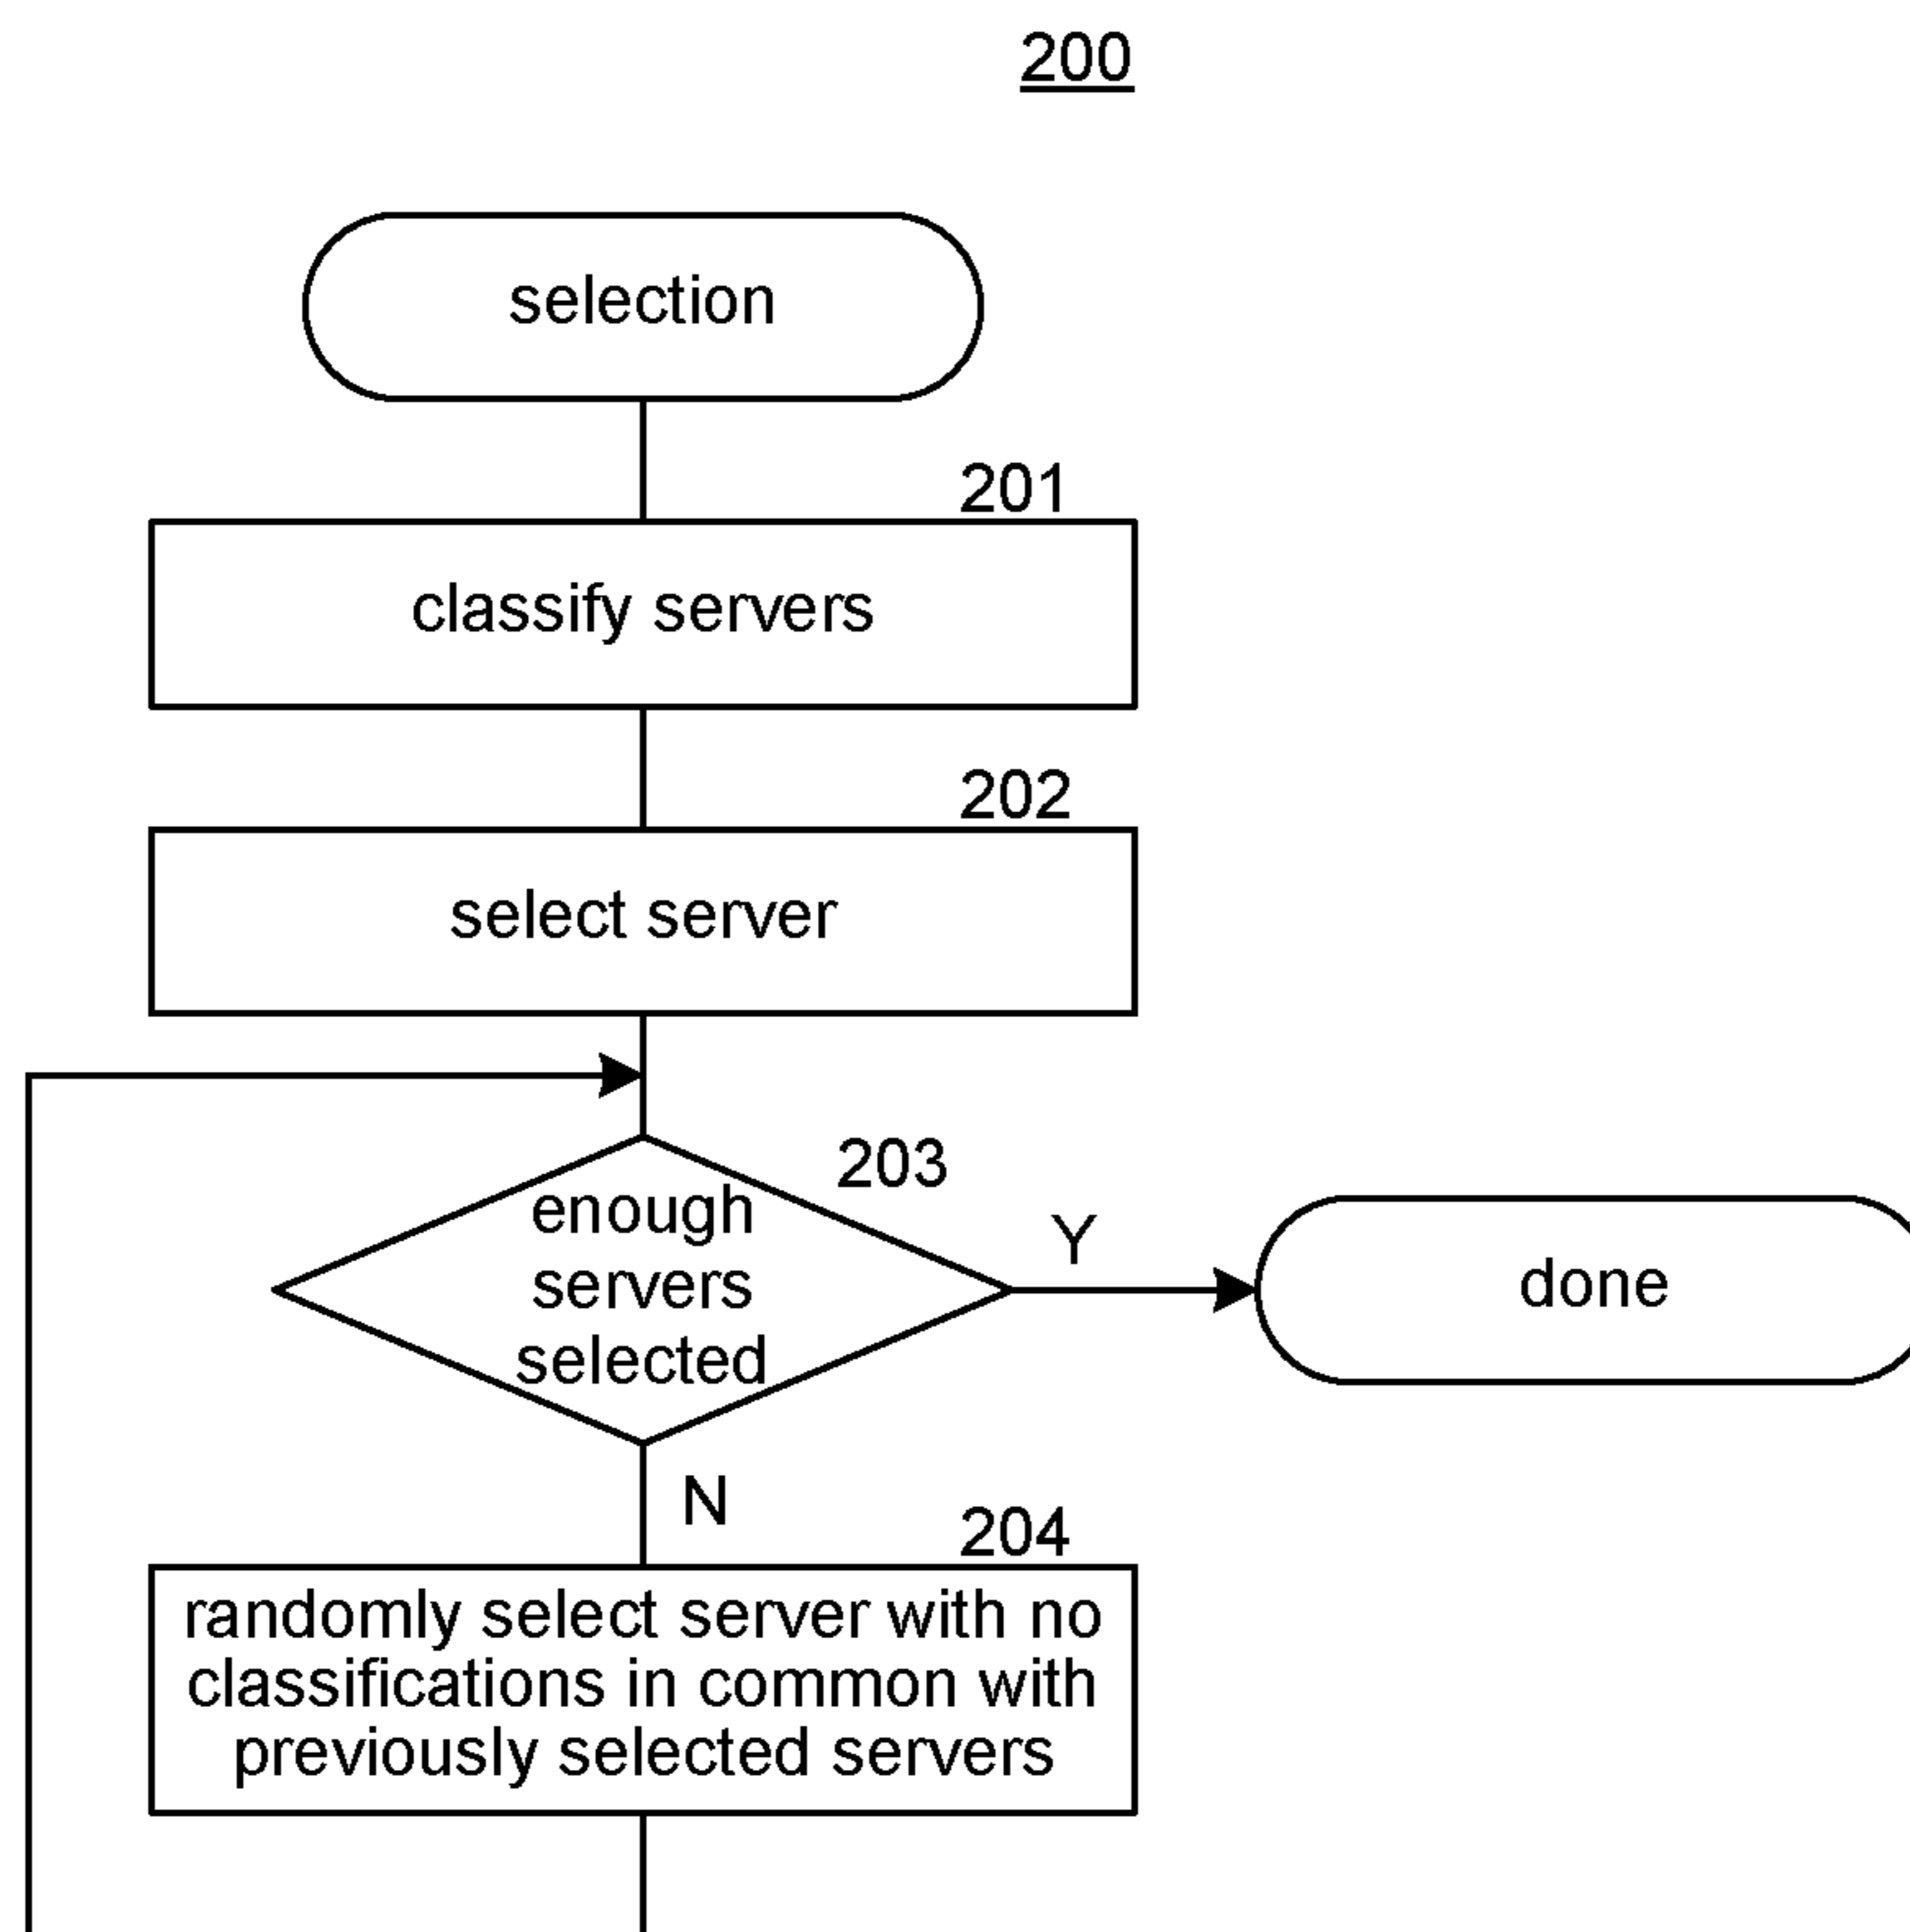 200
selection
201
classify servers
202
select server
203
enough
servers
selected
Y
done
N
204
randomly select server with no
classifications in common with
previously selected servers